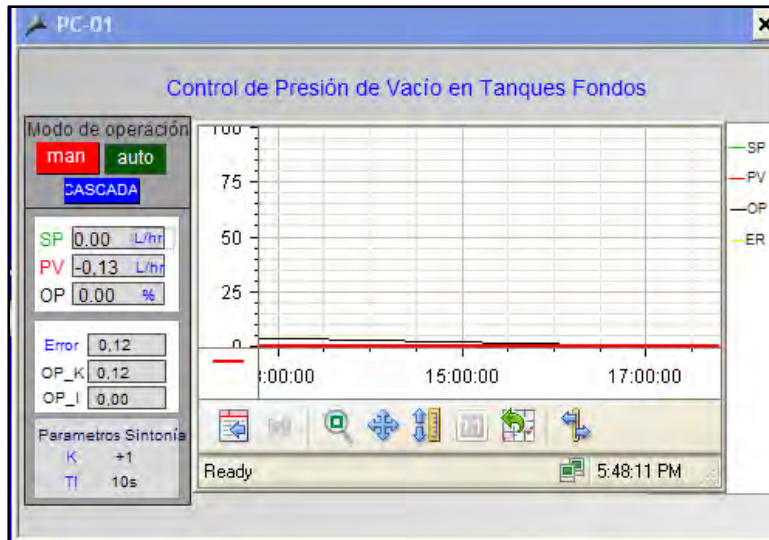 PC-01
Control de Presión de Vacío en Tanques Fondos
Modo de operación
man auto
CASCADA
SP 0.00 L/hr
PV -0,13 L/hr
OP 0.00 %
Error 0,12
OP_K 0,12
OP_I 0,00
Parametros Sintonía
K +1
TI 10s
100
75
50
25
0
:00:00 15:00:00 17:00:00
Ready 5:48:11 PM
SP
PV
OP
ER